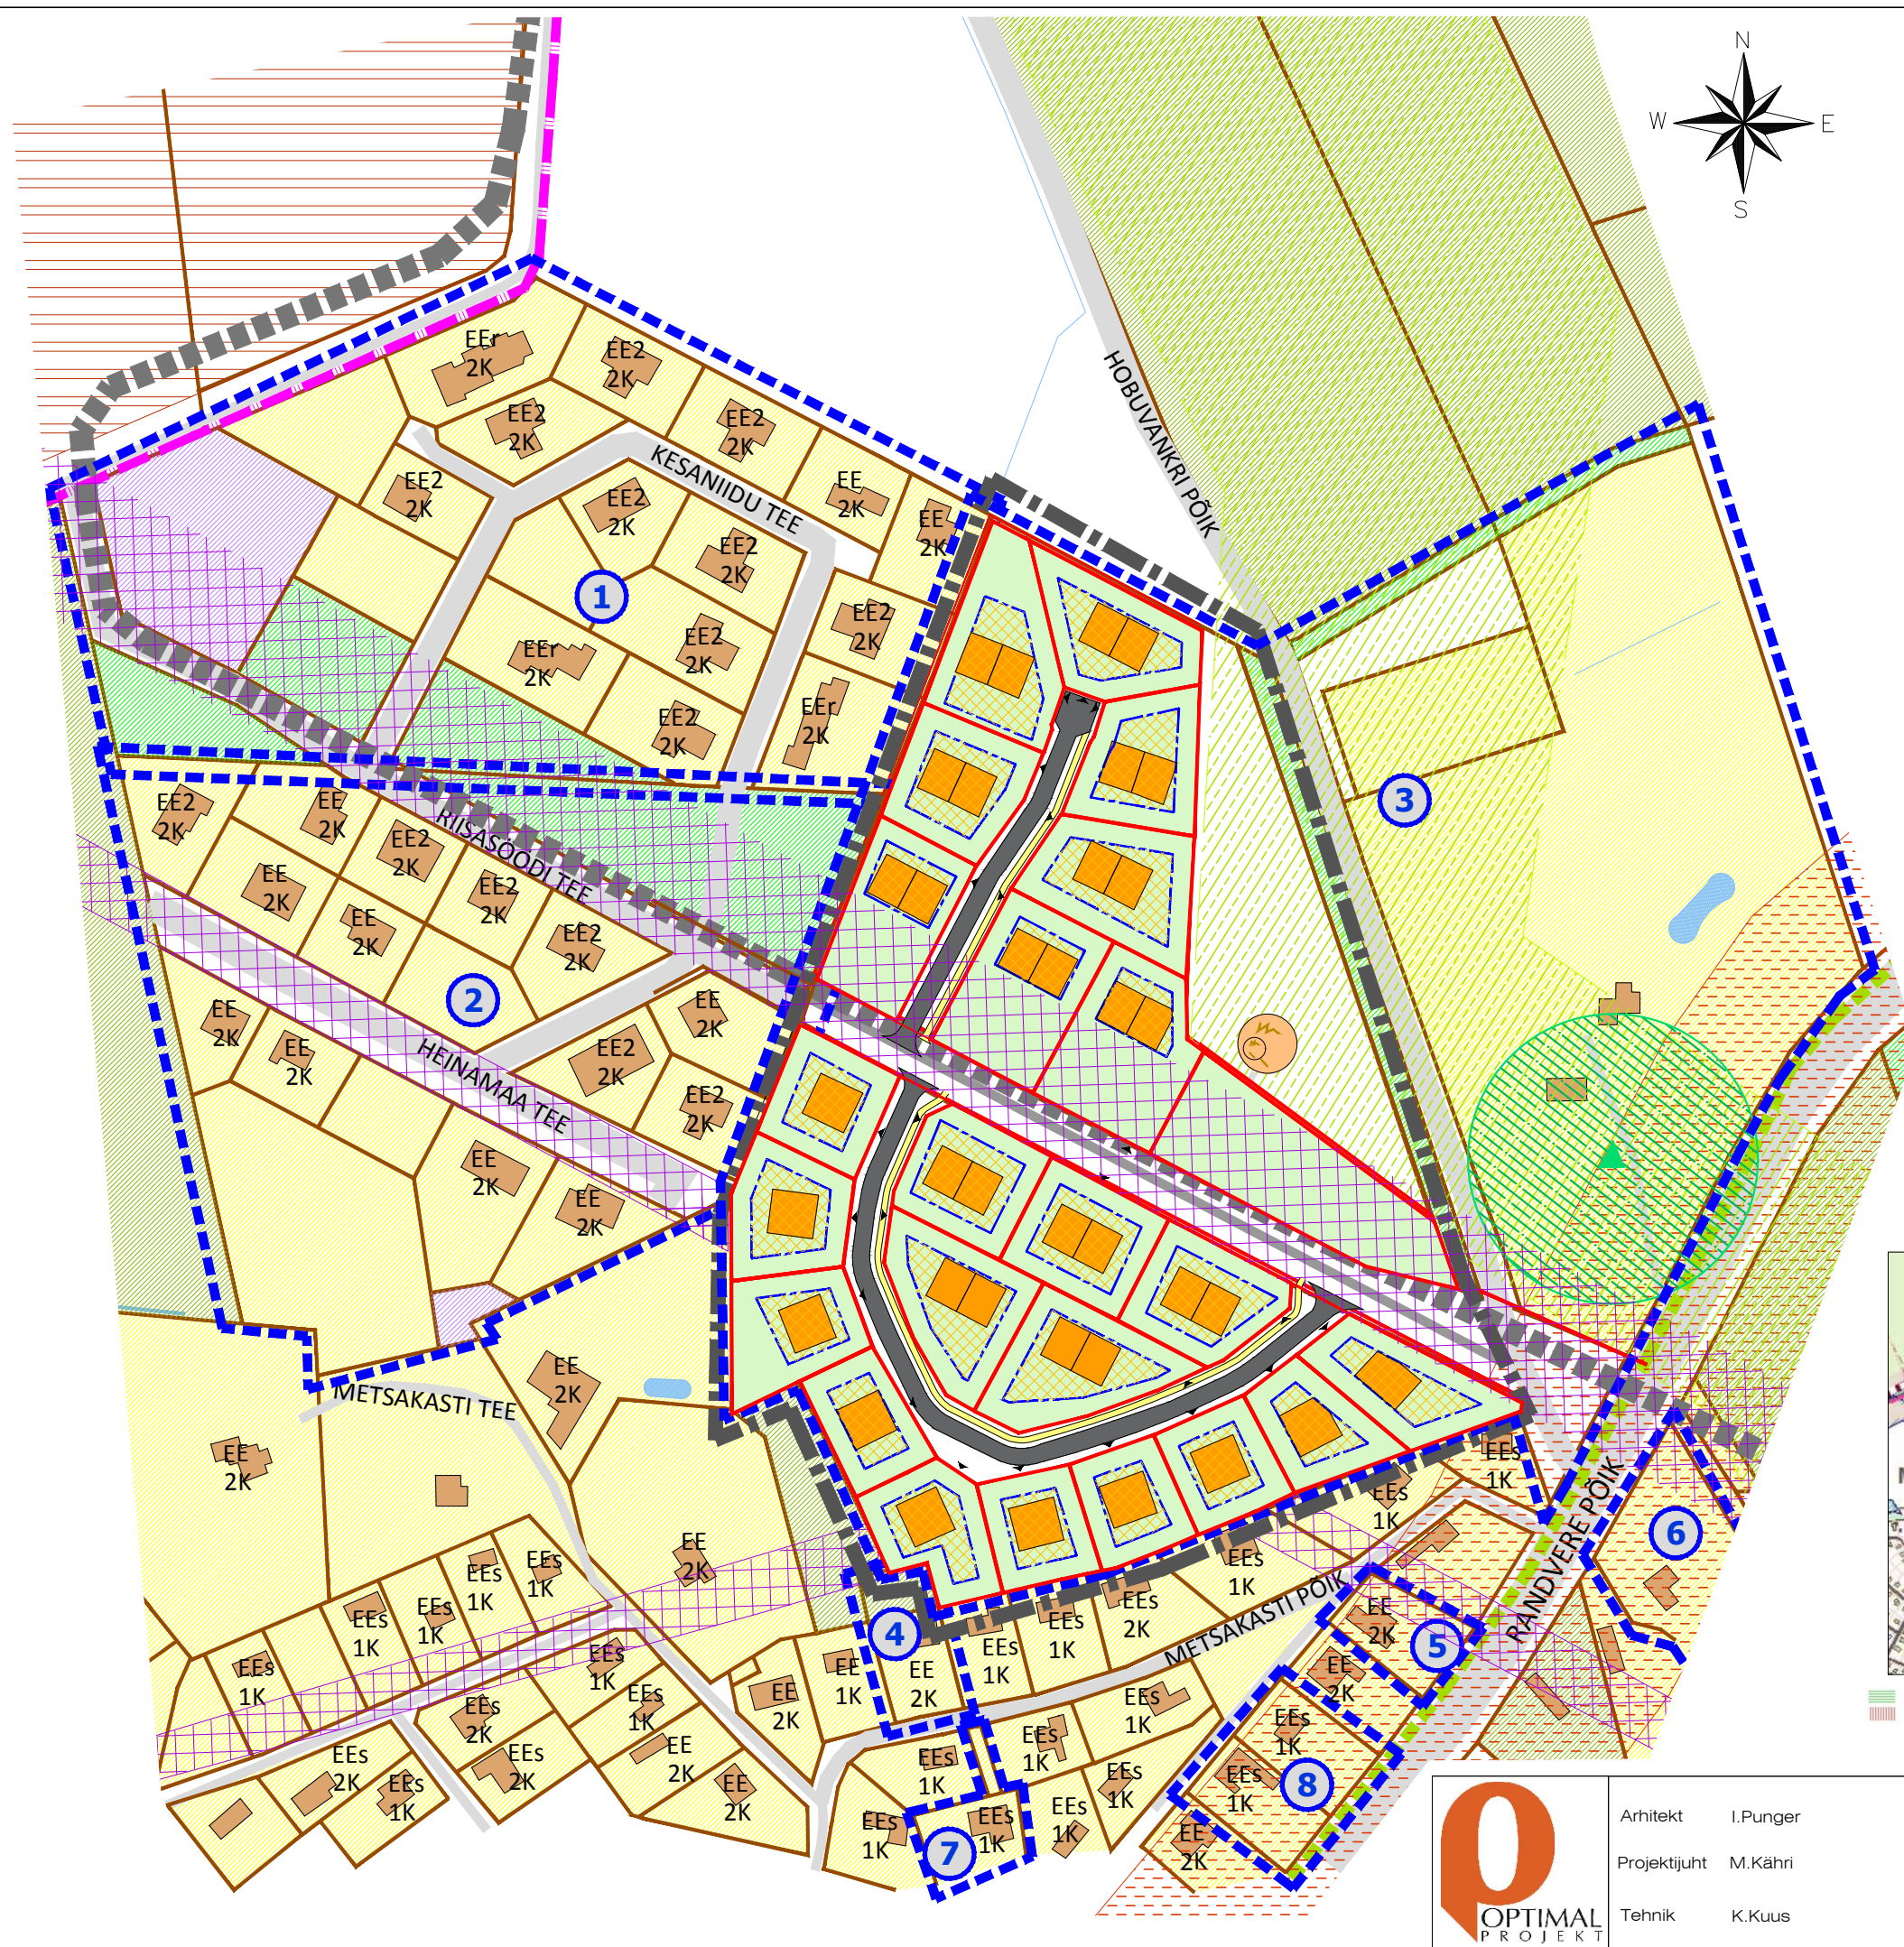 N
W E
S
EEr
2K
EE2
2K
EE2
2K
EE2
2K
KESANIIDU TEE
HOBUVANKRI PÕIK
EE2
2K
EE2
2K
EE
2K
EE
2K
EE2
2K
1
EE2
2K
EE2
2K
EEr
2K
EEr
2K
EE2
2K
3
EE2
2K
EE
2K
EE2
2K
RIISASÖÖDI TEE
EE
2K
EE2
2K
EE
2K
EE2
2K
2
EE
2K
EE
2K
EE
2K
HEINAMAA TEE
EE2
2K
EE2
2K
EE
2K
EE
2K
METSAKASTI TEE
EE
2K
EE
2K
EEs
1K
EEs
1K
RANDVERE PÕIK
6
EE
2K
EEs
1K
EEs
1K
EEs
1K
EEs
1K
EEs
1K
METSAKASTI PÕIK
4
EE
2K
EEs
1K
EEs
1K
EEs
2K
EE
2K
5
EE
2K
EEs
1K
EE
1K
EE
2K
EEs
1K
EEs
1K
EEs
2K
EE
2K
EEs
2K
EEs
1K
EEs
2K
EE
2K
EEs
1K
EEs
1K
EEs
1K
EEs
1K
EEs
1K
8
EEs
1K
EEs
1K
EEs
1K
7
EE
2K
OPTIMAL
PROJEKT
Arhitekt I.Punger
Projektijuht M.Kähri
Tehnik K.Kuus